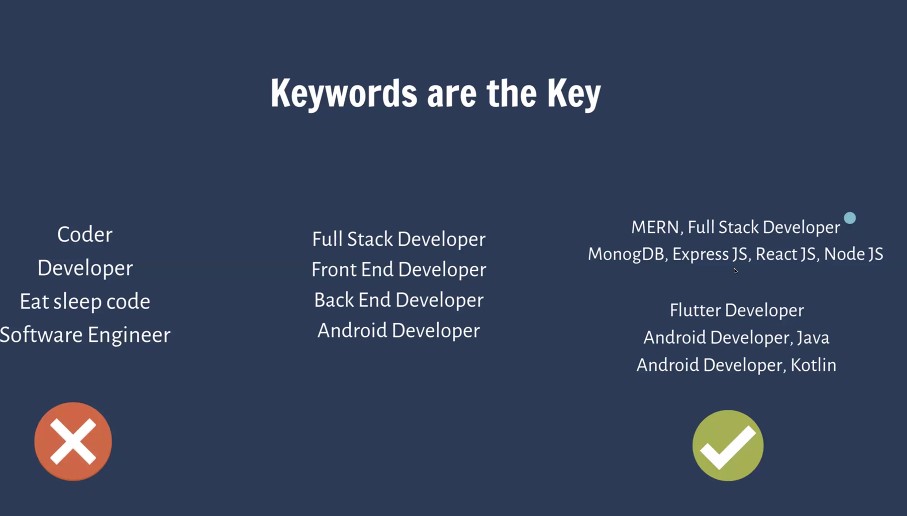 Keywords are the Key
Coder
Developer
Eat sleep code
Software Engineer
Full Stack Developer
Front End Developer
Back End Developer
Android Developer
MERN, Full Stack Developer
MonogDB, Express JS, React JS, Node JS
Flutter Developer
Android Developer, Java
Android Developer, Kotlin